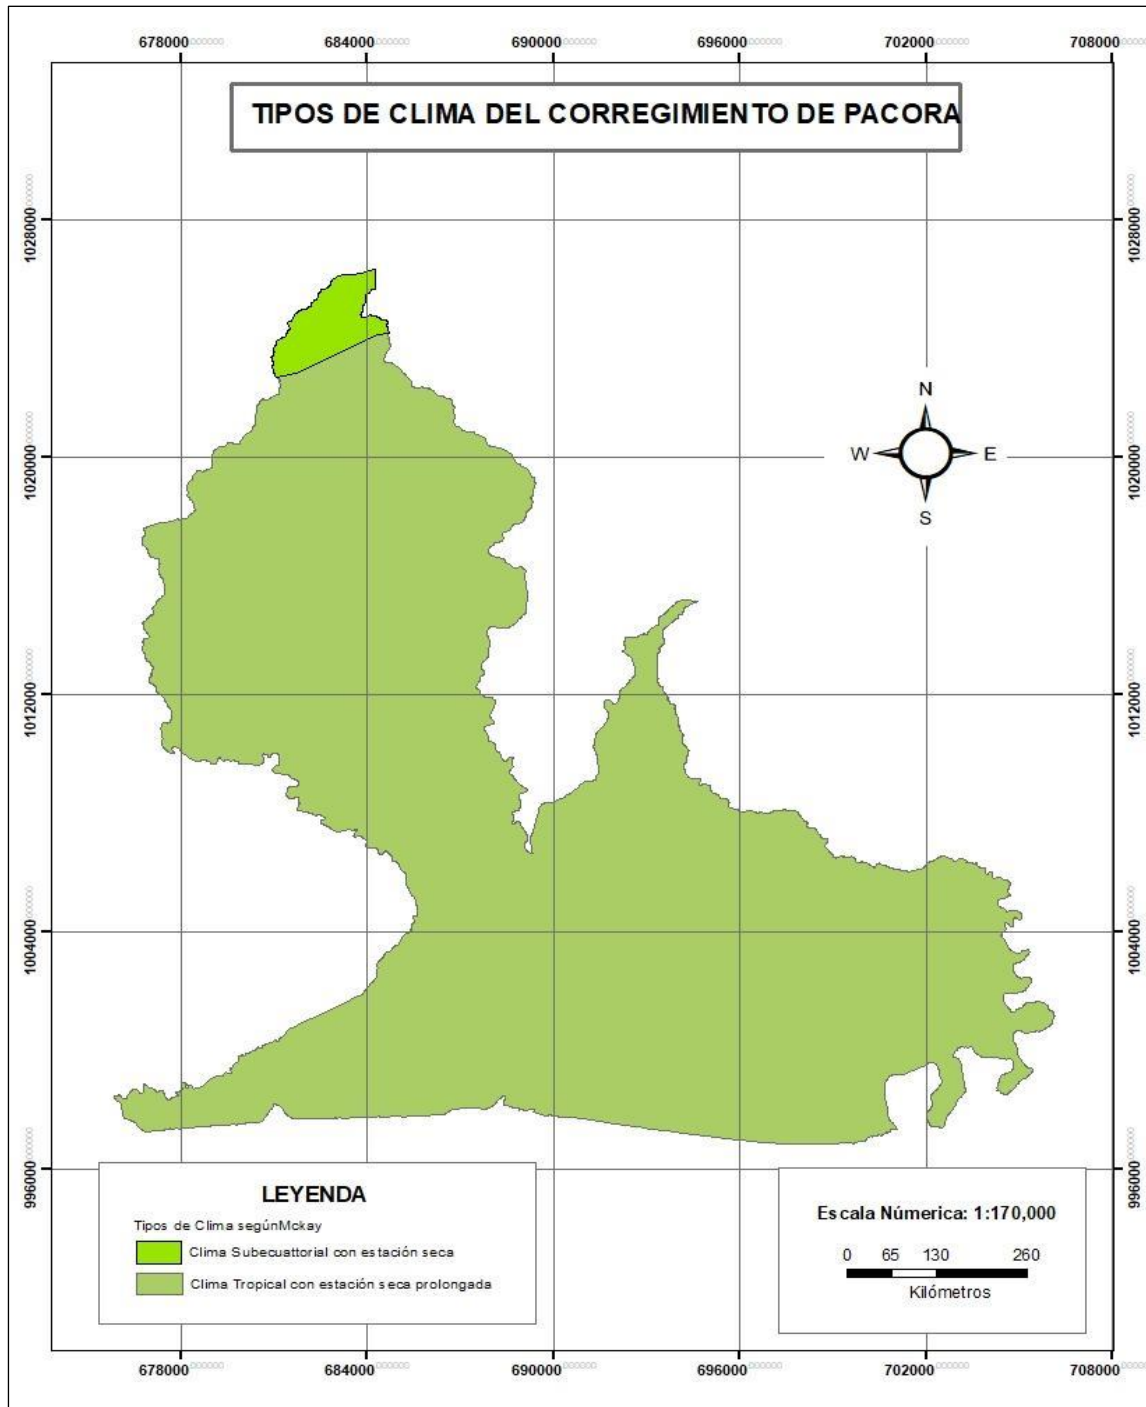 678000 684000 690000 696000 702000 708000
TIPOS DE CLIMA DEL CORREGIMIENTO DE PACORA
1028000 1028000
N
W E
S
1020000 1020000
1012000 1012000
1004000 1004000
996000 996000
LEYENDA
Tipos de Clima segúnMckay
Clima Subecuattorial con estación seca
Clima Tropical con estación seca prolongada
Escala Númerica: 1:170,000
0 65 130 260
Kilómetros
678000 684000 690000 696000 702000 708000